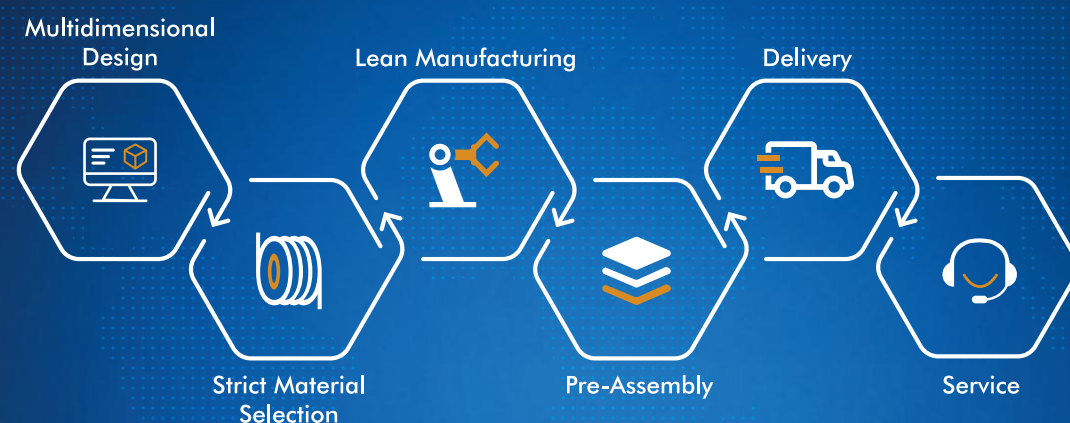 Multidimensional
Design
Strict Material
Selection
Lean Manufacturing
Pre-Assembly
Delivery
Service